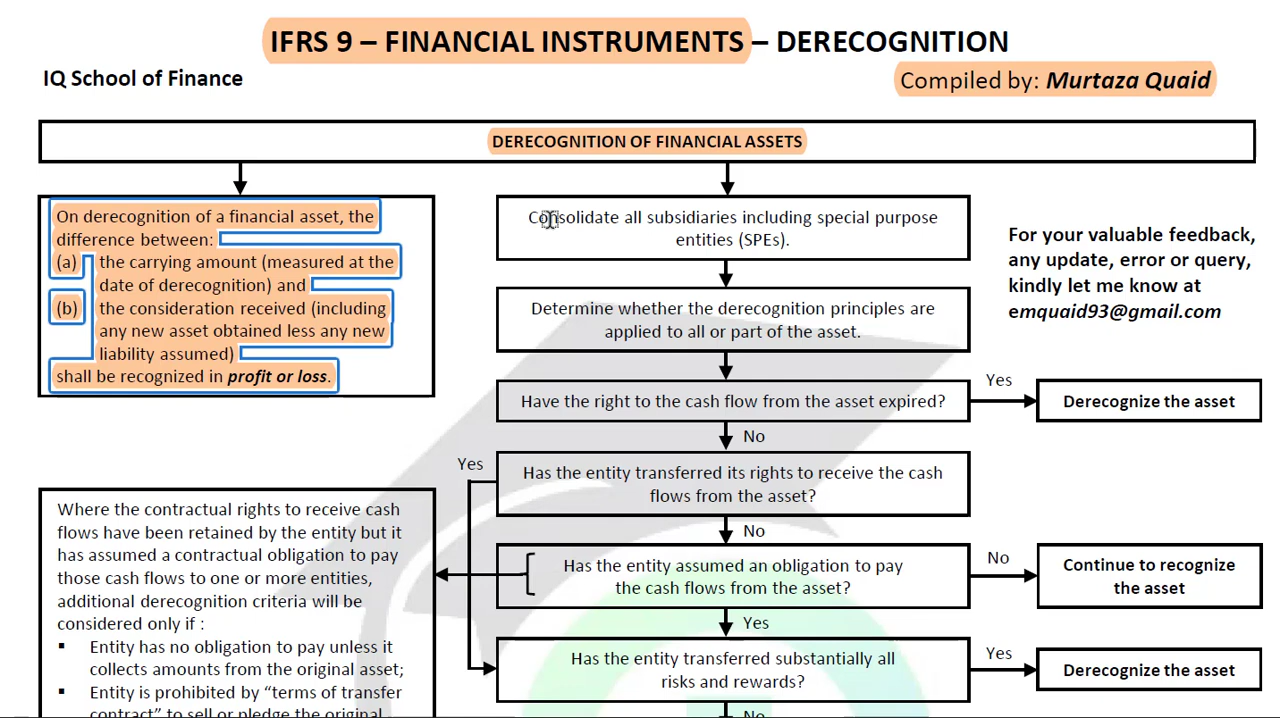 IFRS 9 – FINANCIAL INSTRUMENTS – DERECOGNITION
IQ School of Finance
Compiled by: Murtaza Quaid
DERECOGNITION OF FINANCIAL ASSETS
On derecognition of a financial asset, the
difference between:
(a) the carrying amount (measured at the
date of derecognition) and
(b) the consideration received (including
any new asset obtained less any new
liability assumed)
shall be recognized in profit or loss.
Consolidate all subsidiaries including special purpose
entities (SPEs).
Determine whether the derecognition principles are
applied to all or part of the asset.
For your valuable feedback,
any update, error or query,
kindly let me know at
emquaid93@gmail.com
Have the right to the cash flow from the asset expired?
Yes
Derecognize the asset
No
Yes
Has the entity transferred its rights to receive the cash
flows from the asset?
No
Has the entity assumed an obligation to pay
the cash flows from the asset?
No
Continue to recognize
the asset
Yes
Has the entity transferred substantially all
risks and rewards?
Yes
Derecognize the asset
No
Where the contractual rights to receive cash
flows have been retained by the entity but it
has assumed a contractual obligation to pay
those cash flows to one or more entities,
additional derecognition criteria will be
considered only if :
▪ Entity has no obligation to pay unless it
collects amounts from the original asset;
▪ Entity is prohibited by “terms of transfer
contract” to sell or pledge the original